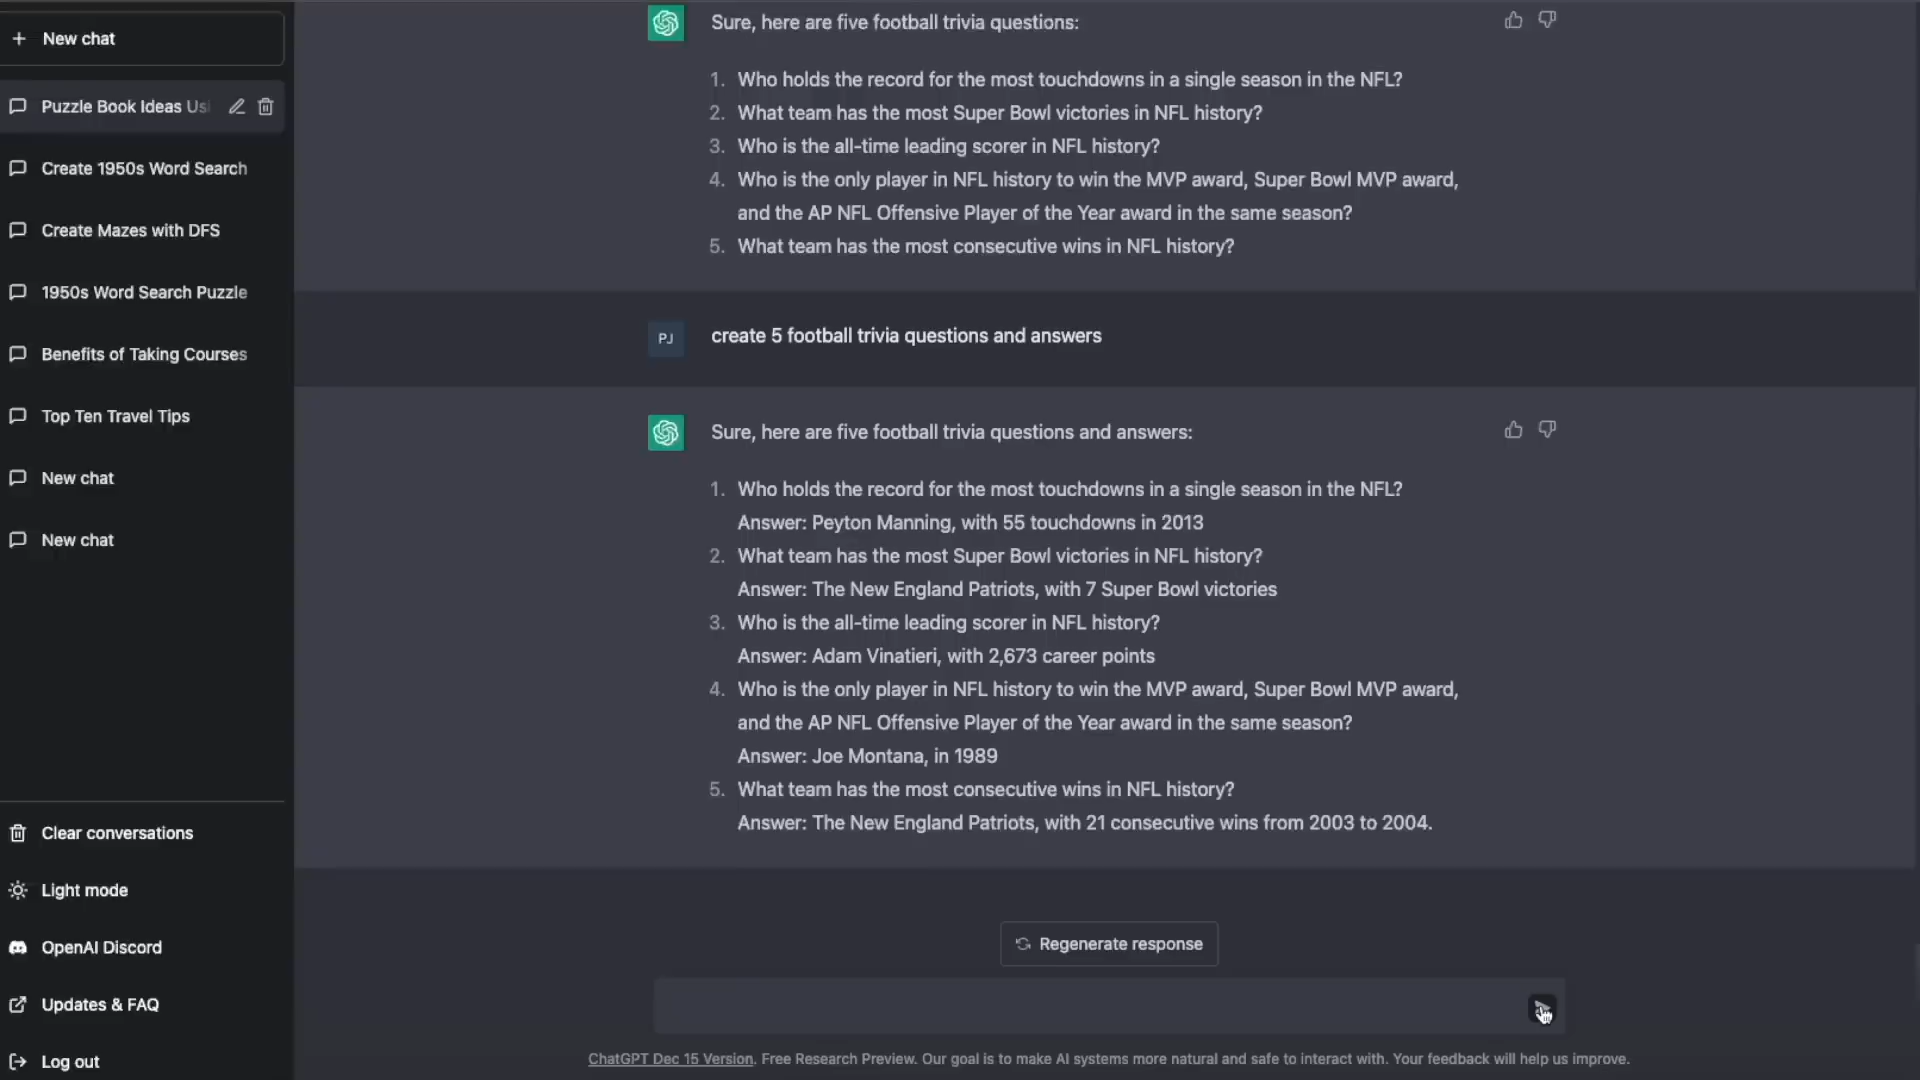 New chat
Puzzle Book Ideas Usi
Create 1950s Word Search
Create Mazes with DFS
1950s Word Search Puzzle
Benefits of Taking Courses
Top Ten Travel Tips
New chat
New chat
Clear conversations
Light mode
OpenAI Discord
Updates & FAQ
Log out
Sure, here are five football trivia questions:
1. Who holds the record for the most touchdowns in a single season in the NFL?
2. What team has the most Super Bowl victories in NFL history?
3. Who is the all-time leading scorer in NFL history?
4. Who is the only player in NFL history to win the MVP award, Super Bowl MVP award,
and the AP NFL Offensive Player of the Year award in the same season?
5. What team has the most consecutive wins in NFL history?
PJ
create 5 football trivia questions and answers
Sure, here are five football trivia questions and answers:
1. Who holds the record for the most touchdowns in a single season in the NFL?
Answer: Peyton Manning, with 55 touchdowns in 2013
2. What team has the most Super Bowl victories in NFL history?
Answer: The New England Patriots, with 7 Super Bowl victories
3. Who is the all-time leading scorer in NFL history?
Answer: Adam Vinatieri, with 2,673 career points
4. Who is the only player in NFL history to win the MVP award, Super Bowl MVP award,
and the AP NFL Offensive Player of the Year award in the same season?
Answer: Joe Montana, in 1989
5. What team has the most consecutive wins in NFL history?
Answer: The New England Patriots, with 21 consecutive wins from 2003 to 2004.
Regenerate response
ChatGPT Dec 15 Version. Free Research Preview. Our goal is to make AI systems more natural and safe to interact with. Your feedback will help us improve.